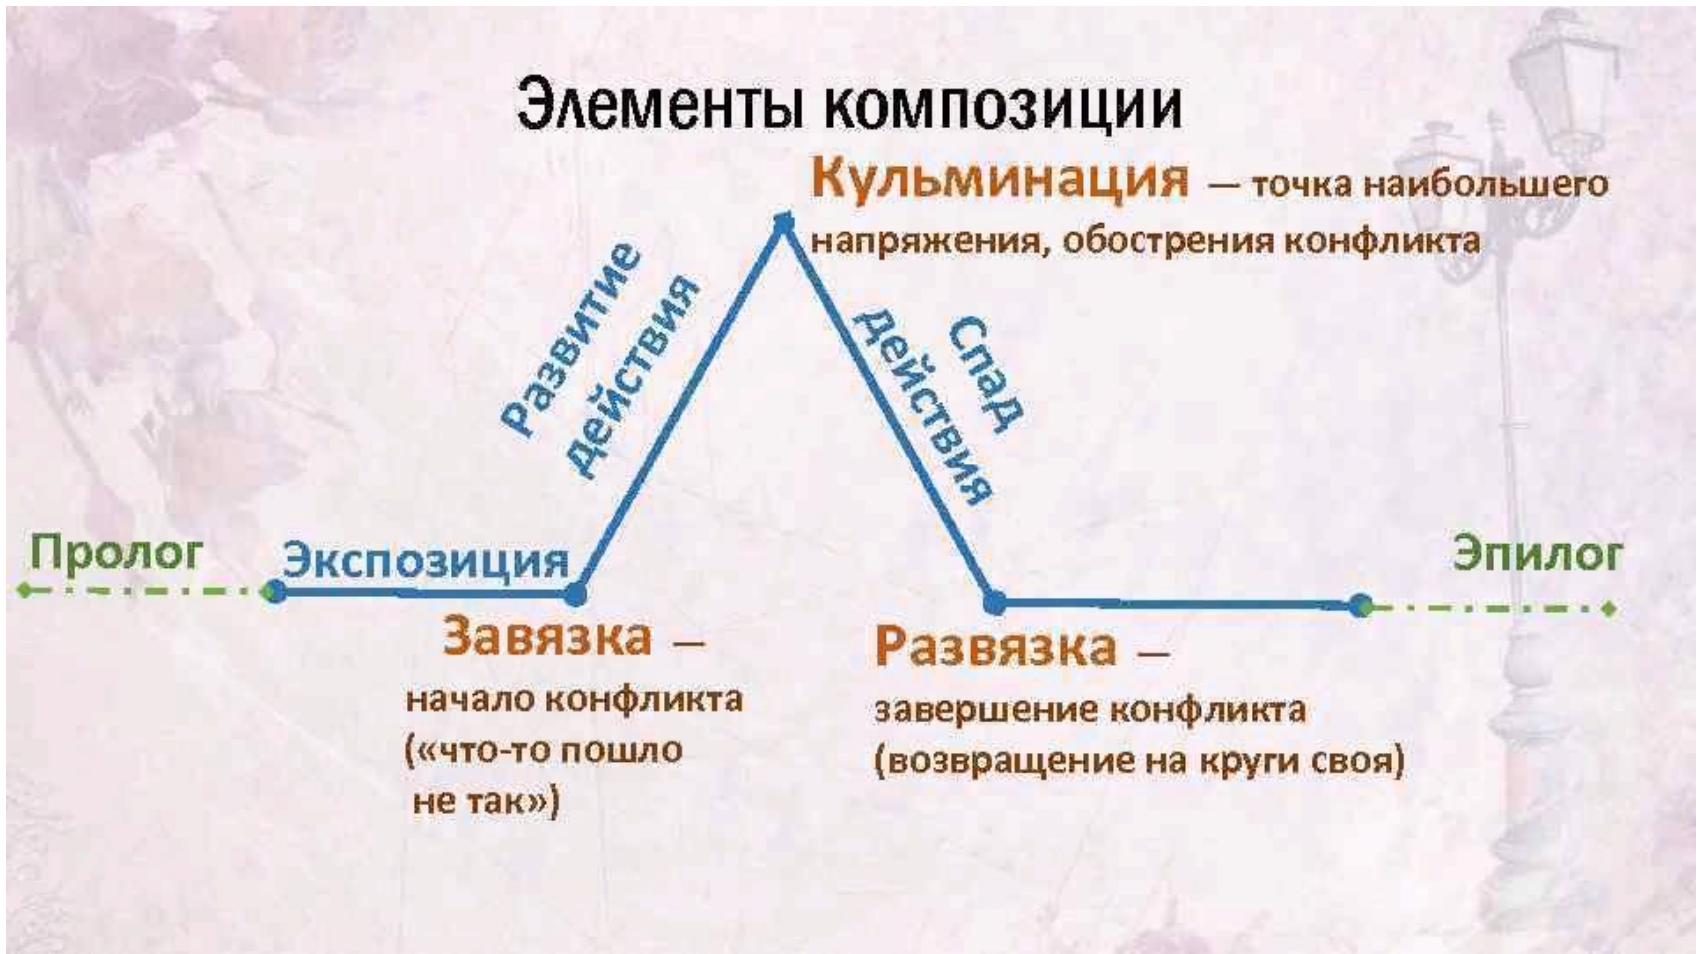 Элементы композиции
Кульминация — точка наибольшего
напряжения, обострения конфликта
Развитие
действия
Спад
действия
Пролог
Экспозиция
Эпилог
Завязка —
начало конфликта
(«что-то пошло
не так»)
Развязка —
завершение конфликта
(возвращение на круги своя)